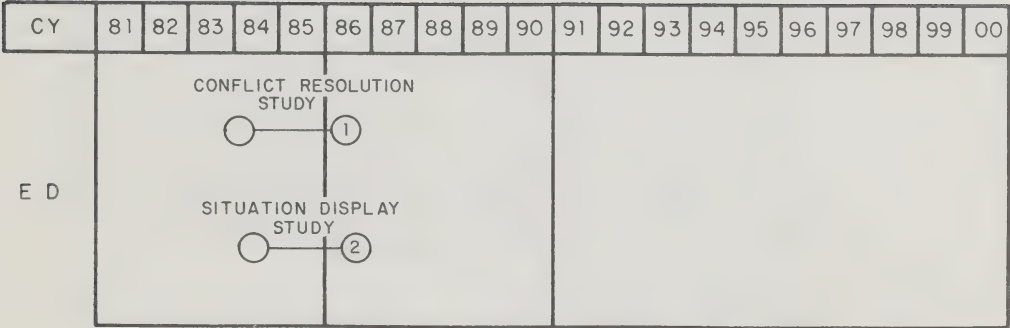 CY 81 82 83 84 85 86 87 88 89 90 91 92 93 94 95 96 97 98 99 00
CONFLICT RESOLUTION
STUDY
1
E D
SITUATION DISPLAY
STUDY
2